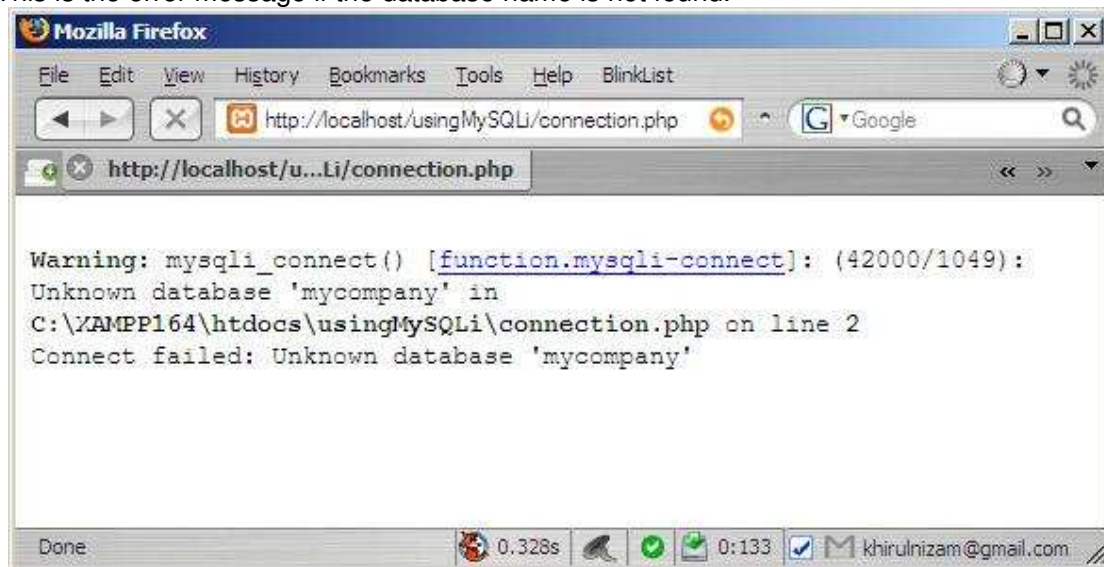 This is the error message if the database name is not found.
Mozilla Firefox
File Edit View History Bookmarks Tools Help BlinkList
http://localhost/usingMySQLi/connection.php
G Google
http://localhost/u...Li/connection.php
Warning: mysqli_connect() [function.mysqli-connect]: (42000/1049):
Unknown database 'mycompany' in
C:\XAMPP164\htdocs\usingMySQLi\connection.php on line 2
Connect failed: Unknown database 'mycompany'
Done 0.328s 0:133 khirulnizam@gmail.com